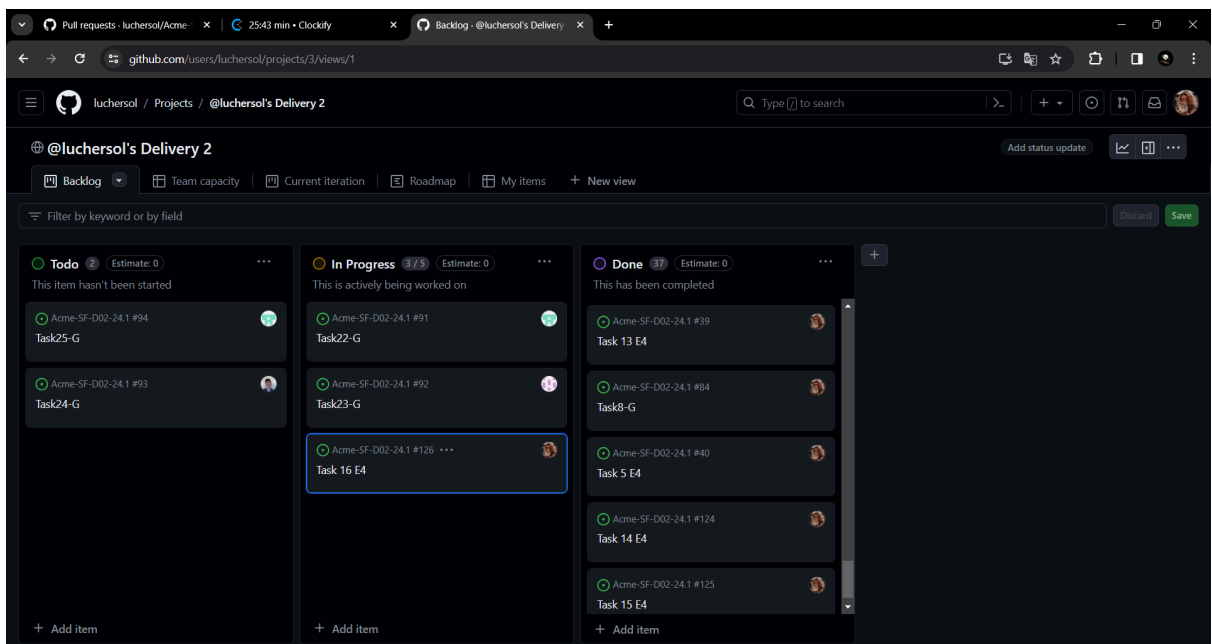 Pull requests · luchersol/Acme-S
25:43 min • Clockify
Backlog · @luchersol's Delivery
github.com/users/luchersol/projects/3/views/1
luchersol / Projects / @luchersol's Delivery 2
Type / to search
@luchersol's Delivery 2
Add status update
Backlog
Team capacity
Current iteration
Roadmap
My items
+ New view
Filter by keyword or by field
Discard
Save
Todo 2 Estimate: 0
This item hasn't been started
Acme-SF-D02-24.1 #94
Task25-G
Acme-SF-D02-24.1 #93
Task24-G
+ Add item
In Progress 3 / 5 Estimate: 0
This is actively being worked on
Acme-SF-D02-24.1 #91
Task22-G
Acme-SF-D02-24.1 #92
Task23-G
Acme-SF-D02-24.1 #126 ···
Task 16 E4
+ Add item
Done 37 Estimate: 0
This has been completed
Acme-SF-D02-24.1 #39
Task 13 E4
Acme-SF-D02-24.1 #84
Task8-G
Acme-SF-D02-24.1 #40
Task 5 E4
Acme-SF-D02-24.1 #124
Task 14 E4
Acme-SF-D02-24.1 #125
Task 15 E4
+ Add item